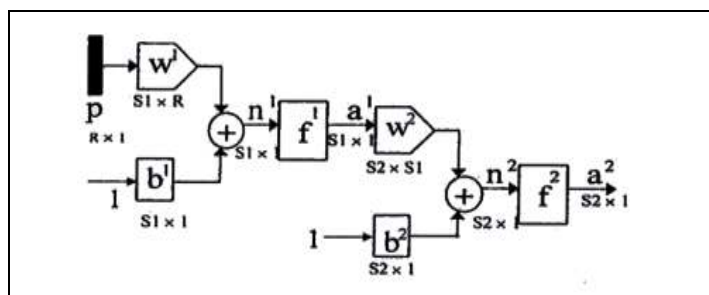 p
R × 1
w¹
S1 × R
1
b¹
S1 × 1
+
n¹
S1 × 1
f¹
a¹
S1 × 1
w²
S2 × S1
1
b²
S2 × 1
+
n²
S2 × 1
f²
a²
S2 × 1